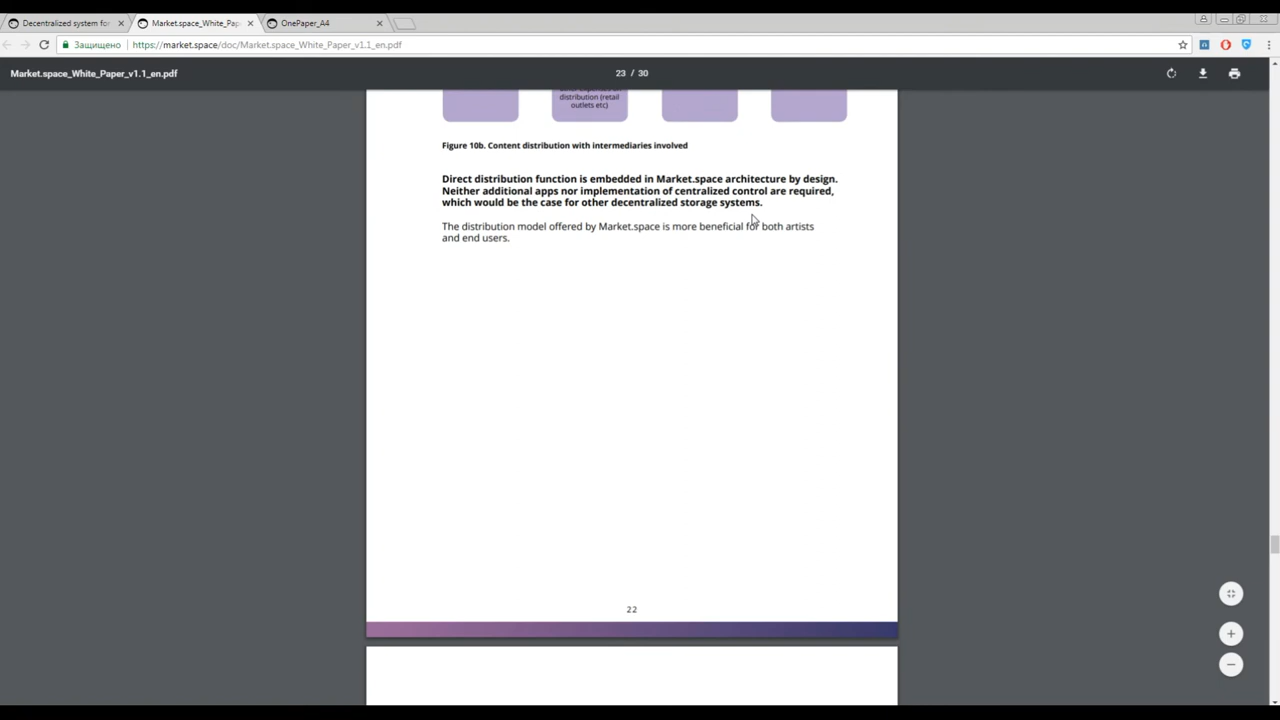 Decentralized system fo
Market.space_White_Pap
OnePaper_A4
Защищено
https://market.space/doc/Market.space_White_Paper_v1.1_en.pdf
Market.space_White_Paper_v1.1_en.pdf
23 / 30
distribution (retail
outlets etc)
Figure 10b. Content distribution with intermediaries involved
Direct distribution function is embedded in Market.space architecture by design.
Neither additional apps nor implementation of centralized control are required,
which would be the case for other decentralized storage systems.
The distribution model offered by Market.space is more beneficial for both artists
and end users.
22